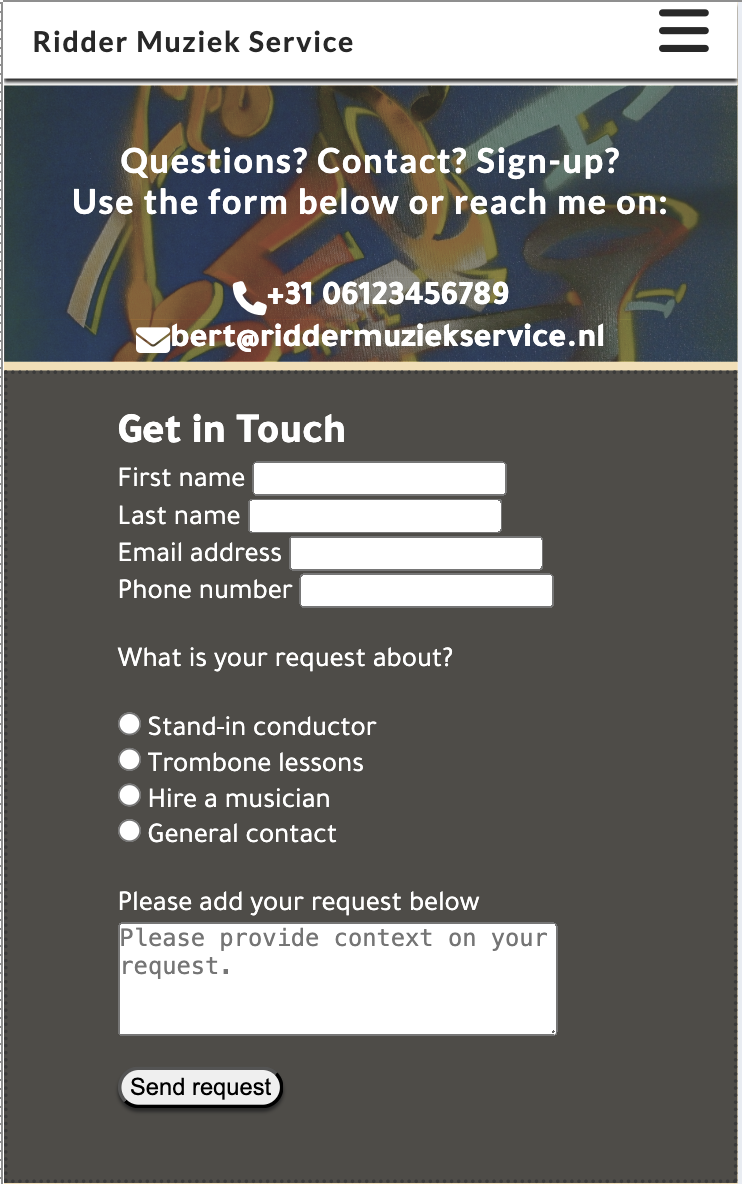 Ridder Muziek Service
Questions? Contact? Sign-up?
Use the form below or reach me on:
+31 06123456789
bert@riddermuziekservice.nl
Get in Touch
First name
Last name
Email address
Phone number
What is your request about?
Stand-in conductor
Trombone lessons
Hire a musician
General contact
Please add your request below
Please provide context on your
request.
Send request